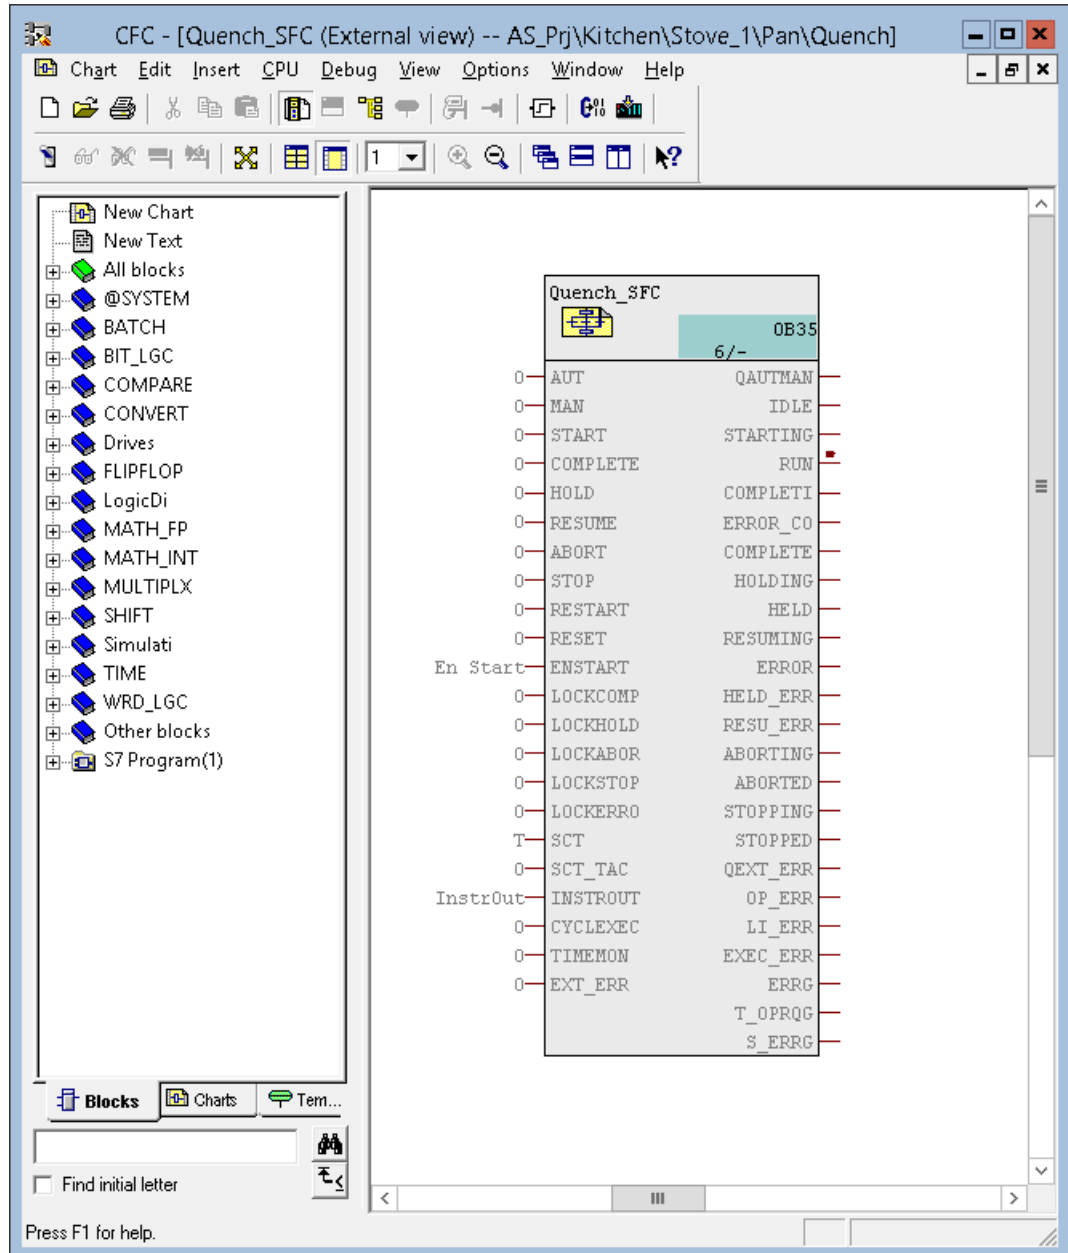 CFC - [Quench_SFC (External view) -- AS_Prj\Kitchen\Stove_1\Pan\Quench]
Chart Edit Insert CPU Debug View Options Window Help
1
New Chart
New Text
All blocks
@SYSTEM
BATCH
BIT_LGC
COMPARE
CONVERT
Drives
FLIPFLOP
LogicDi
MATH_FP
MATH_INT
MULTIPLX
SHIFT
Simulati
TIME
WRD_LGC
Other blocks
S7 Program(1)
Blocks Charts Tem...
Find initial letter
Quench_SFC
OB35
6/-
0 AUT QAUTMAN
0 MAN IDLE
0 START STARTING
0 COMPLETE RUN
0 HOLD COMPLETI
0 RESUME ERROR_CO
0 ABORT COMPLETE
0 STOP HOLDING
0 RESTART HELD
0 RESET RESUMING
En Start ENSTART ERROR
0 LOCKCOMP HELD_ERR
0 LOCKHOLD RESU_ERR
0 LOCKABOR ABORTING
0 LOCKSTOP ABORTED
0 LOCKERRO STOPPING
T SCT STOPPED
0 SCT_TAC QEXT_ERR
InstrOut INSTROUT OP_ERR
0 CYCLEXEC LI_ERR
0 TIMEMON EXEC_ERR
0 EXT_ERR ERRG
T_OPRQG
S_ERRG
Press F1 for help.